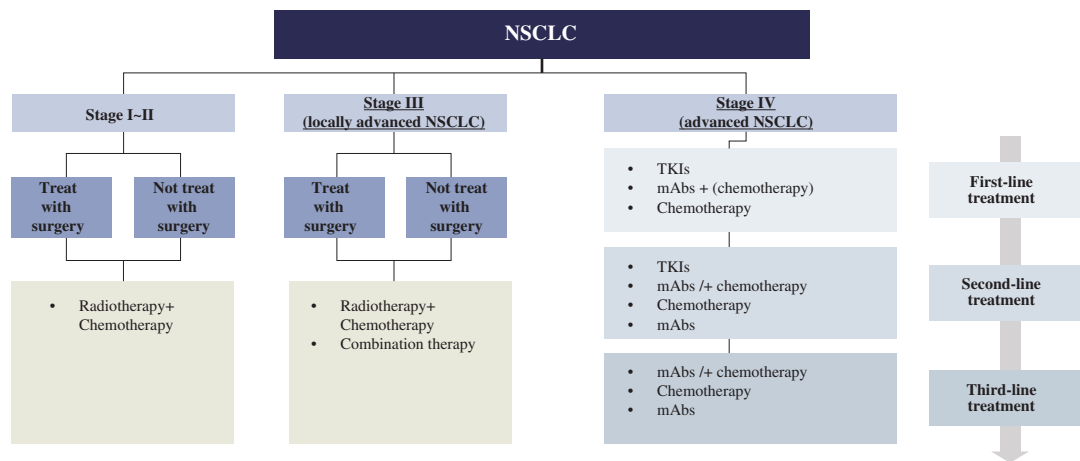 NSCLC
Stage I~II
Treat
with
surgery
Not treat
with
surgery
• Radiotherapy+
Chemotherapy
Stage III
(locally advanced NSCLC)
Treat
with
surgery
Not treat
with
surgery
• Radiotherapy+
Chemotherapy
• Combination therapy
Stage IV
(advanced NSCLC)
• TKIs
• mAbs + (chemotherapy)
• Chemotherapy
First-line
treatment
• TKIs
• mAbs /+ chemotherapy
• Chemotherapy
• mAbs
Second-line
treatment
• mAbs /+ chemotherapy
• Chemotherapy
• mAbs
Third-line
treatment